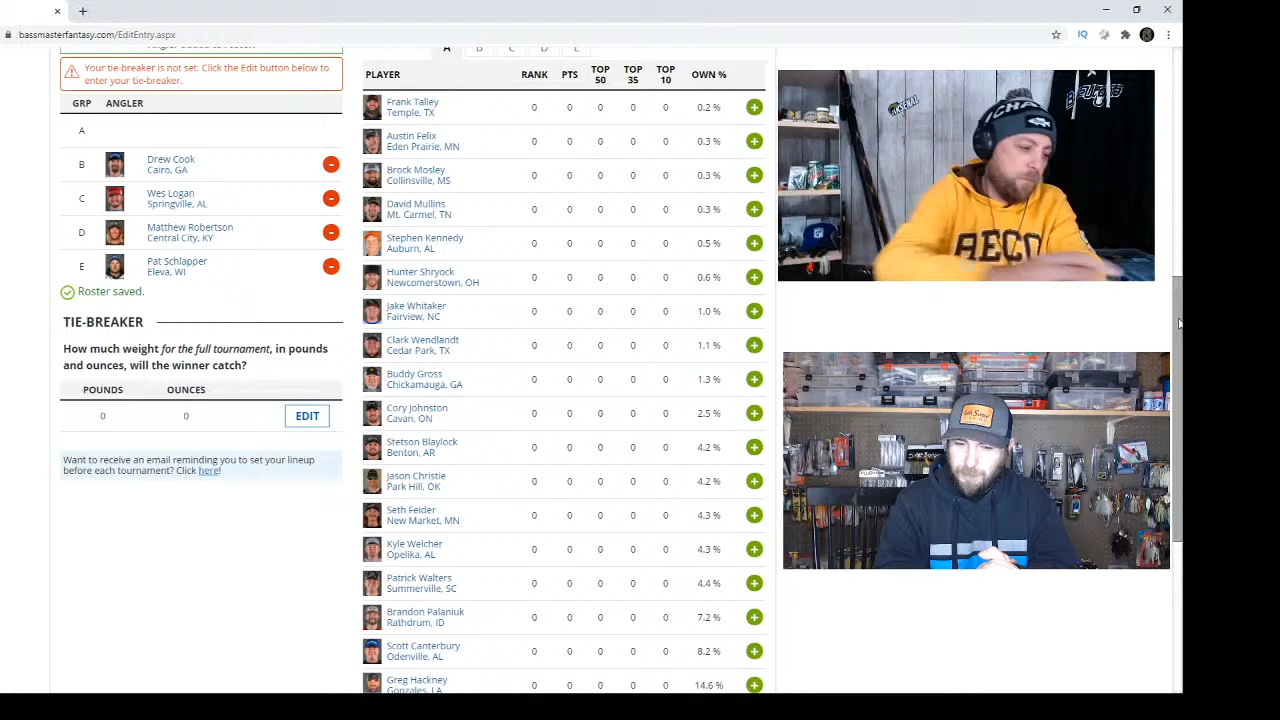 bassmasterfantasy.com/EditEntry.aspx
Your tie-breaker is not set. Click the Edit button below to
enter your tie-breaker.
GRP ANGLER
A
B Drew Cook
Cairo, GA
C Wes Logan
Springville, AL
D Matthew Robertson
Central City, KY
E Pat Schlapper
Eleva, WI
Roster saved.
TIE-BREAKER
How much weight for the full tournament, in pounds
and ounces, will the winner catch?
POUNDS OUNCES
0 0 EDIT
Want to receive an email reminding you to set your lineup
before each tournament? Click here!
A B C D E
PLAYER RANK PTS TOP 50 TOP 35 TOP 10 OWN %
Frank Talley 0 0 0 0 0 0.2 %
Temple, TX
Austin Felix 0 0 0 0 0 0.3 %
Eden Prairie, MN
Brock Mosley 0 0 0 0 0 0.3 %
Collinsville, MS
David Mullins 0 0 0 0 0 0.3 %
Mt. Carmel, TN
Stephen Kennedy 0 0 0 0 0 0.5 %
Auburn, AL
Hunter Shryock 0 0 0 0 0 0.6 %
Newcomerstown, OH
Jake Whitaker 0 0 0 0 0 1.0 %
Fairview, NC
Clark Wendlandt 0 0 0 0 0 1.1 %
Cedar Park, TX
Buddy Gross 0 0 0 0 0 1.3 %
Chickamauga, GA
Cory Johnston 0 0 0 0 0
Cavan, ON
Stetson Blaylock 0 0 0 0 0
Benton, AR
Jason Christie 0 0 0 0 0 4.2 %
Park Hill, OK
Seth Feider 0 0 0 0 0 4.3 %
New Market, MN
Kyle Welcher 0 0 0 0 0 4.3 %
Opelika, AL
Patrick Walters 0 0 0 0 0 4.4 %
Summerville, SC
Brandon Palaniuk 0 0 0 0 0 7.2 %
Rathdrum, ID
Scott Canterbury 0 0 0 0 0 8.2 %
Odenville, AL
Greg Hackney 0 0 0 0 0 14.6 %
Gonzales, LA